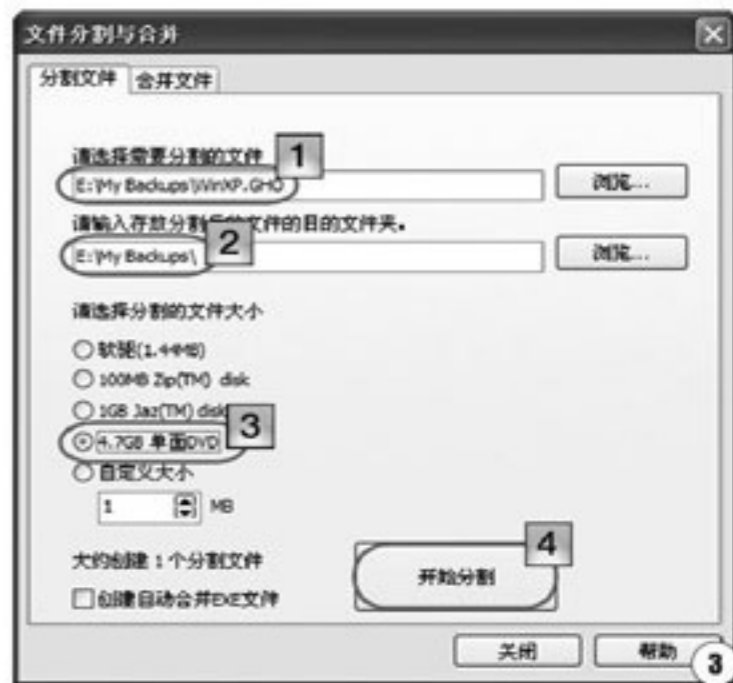 文件分割与合并
分割文件 合并文件
请选择需要分割的文件 1
E:\My Backups\WinXP.GHO 浏览...
请输入存放分割后的文件的目的文件夹。
E:\My Backups\ 2 浏览...
请选择分割的文件大小
软驱(1.44MB)
100MB Zip(TM) disk
1GB Jaz(TM) disk
4.7GB 单面DVD 3
自定义大小
1 MB
大约创建 1 个分割文件
创建自动合并EXE文件
开始分割 4
关闭 帮助 3